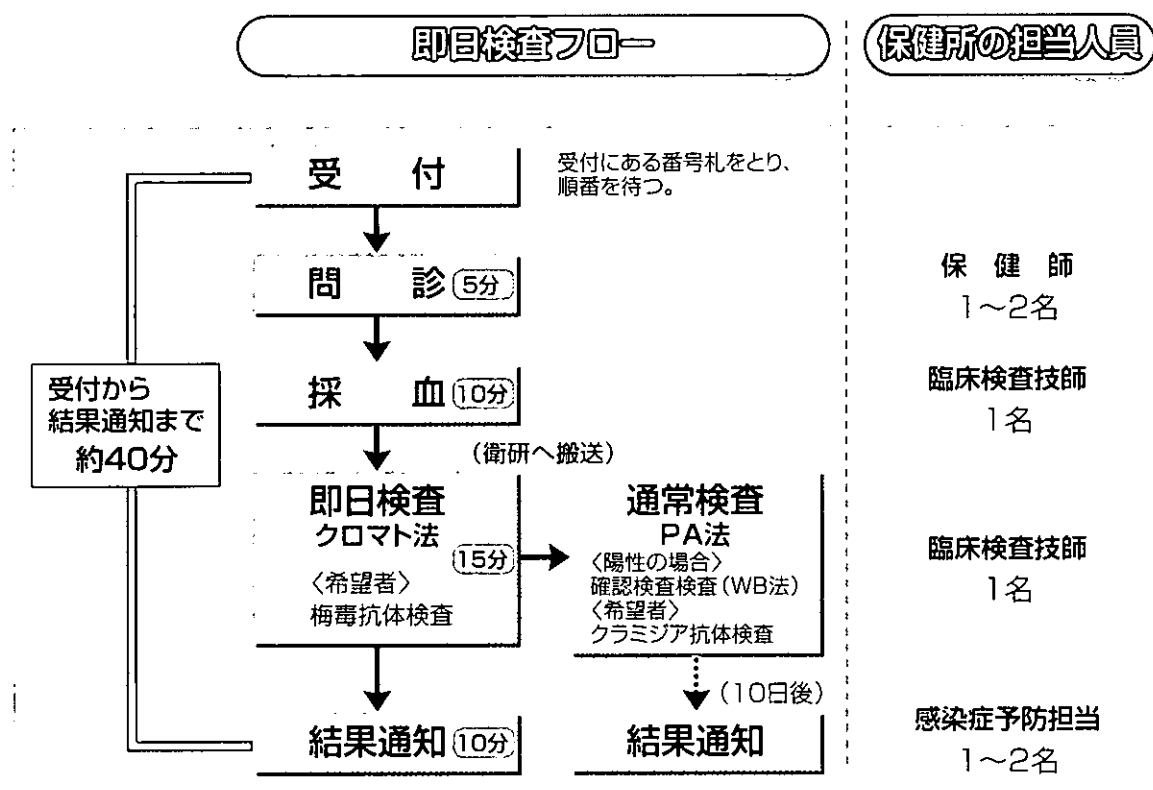 即日検査フロー
保健所の担当人員
受付
受付にある番号札をとり、
順番を待つ。
問診 5分
保健師
1～2名
採血 10分
臨床検査技師
1名
受付から
結果通知まで
約40分
(衛研へ搬送)
即日検査
クロマト法
15分
〈希望者〉
梅毒抗体検査
通常検査
PA法
〈陽性の場合〉
確認検査検査(WB法)
〈希望者〉
クラミジア抗体検査
臨床検査技師
1名
(10日後)
結果通知 10分
結果通知
感染症予防担当
1～2名